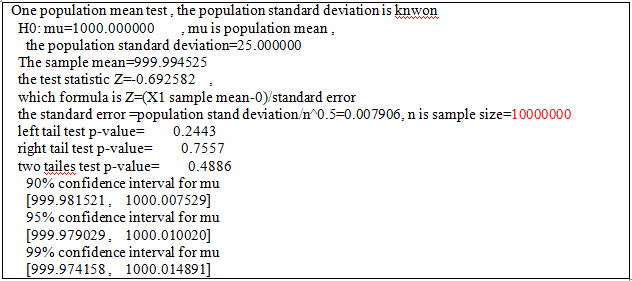 One population mean test , the population standard deviation is knwon
H0: mu=1000.000000 , mu is population mean ,
the population standard deviation=25.000000
The sample mean=999.994525
the test statistic Z=-0.692582 ,
which formula is Z=(X1 sample mean-0)/standard error
the standard error =population stand deviation/n^0.5=0.007906, n is sample size=10000000
left tail test p-value= 0.2443
right tail test p-value= 0.7557
two tailes test p-value= 0.4886
90% confidence interval for mu
[999.981521 , 1000.007529]
95% confidence interval for mu
[999.979029 , 1000.010020]
99% confidence interval for mu
[999.974158 , 1000.014891]